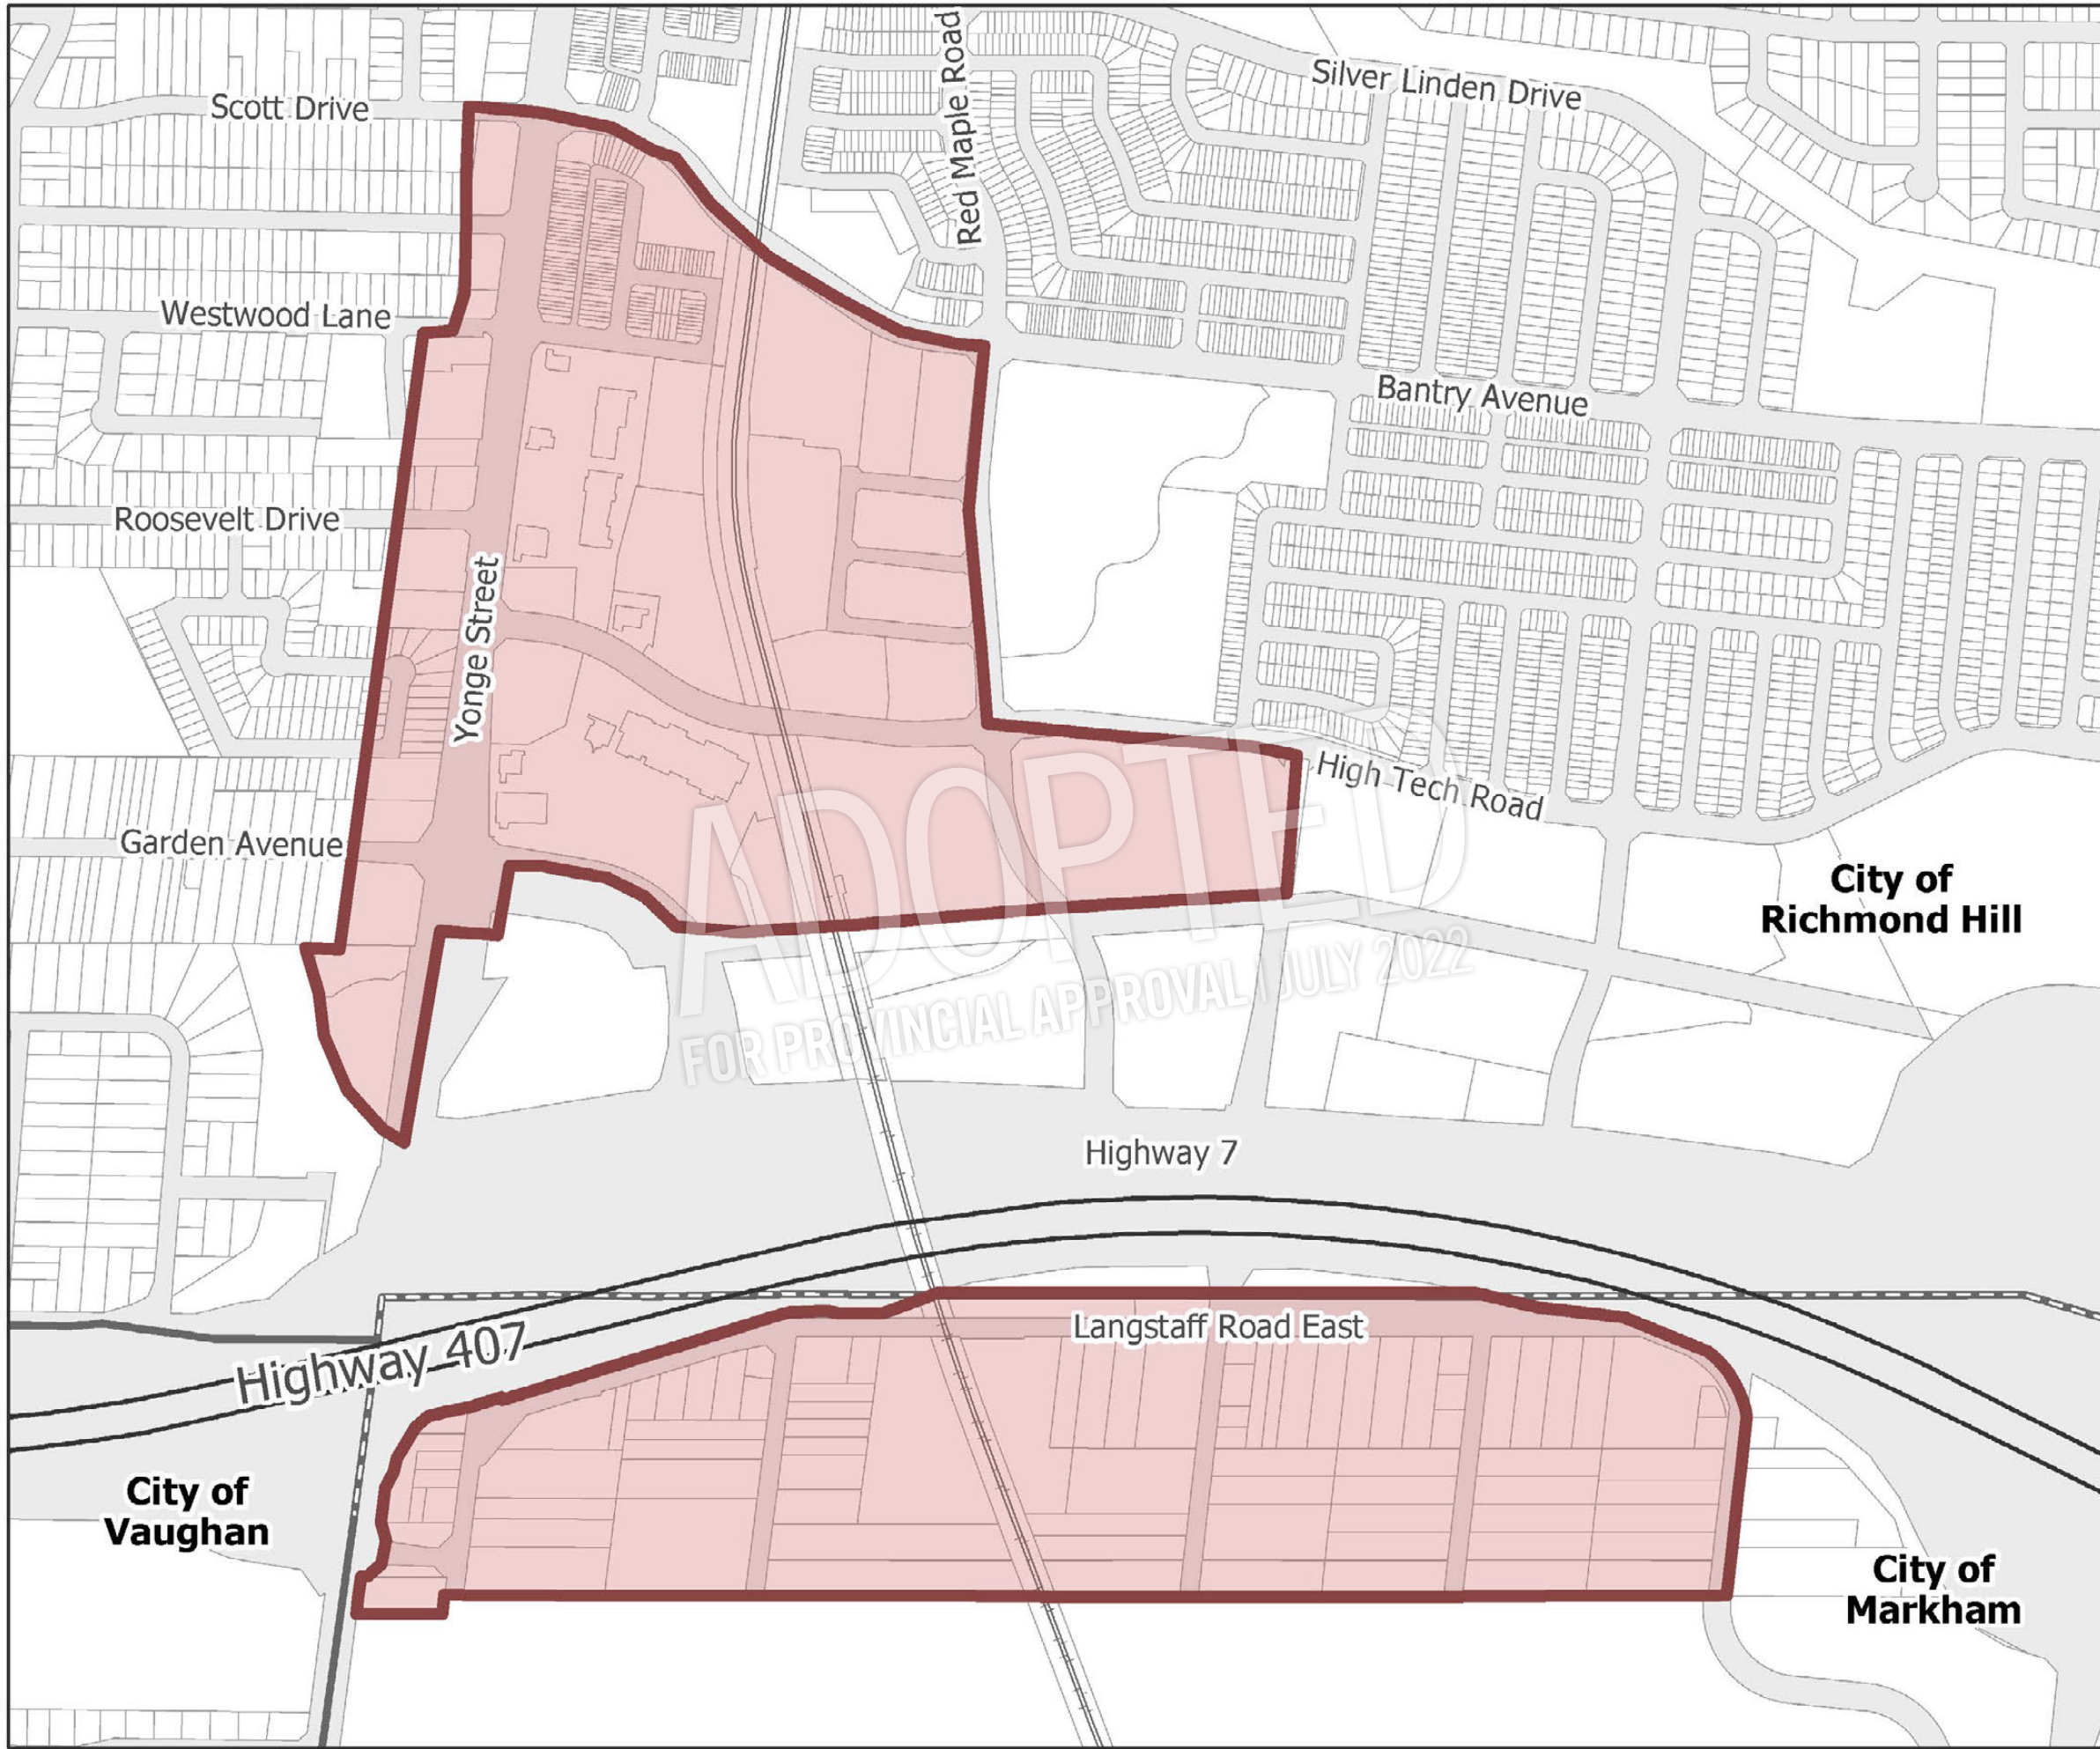 Red Maple Road
Silver Linden Drive
Scott Drive
Westwood Lane
Bantry Avenue
Roosevelt Drive
Yonge Street
High Tech Road
Garden Avenue
City of
Richmond Hill
ADOPTED
FOR PROVINCIAL APPROVAL | JULY 2022
Highway 7
Langstaff Road East
Highway 407
City of
Vaughan
City of
Markham